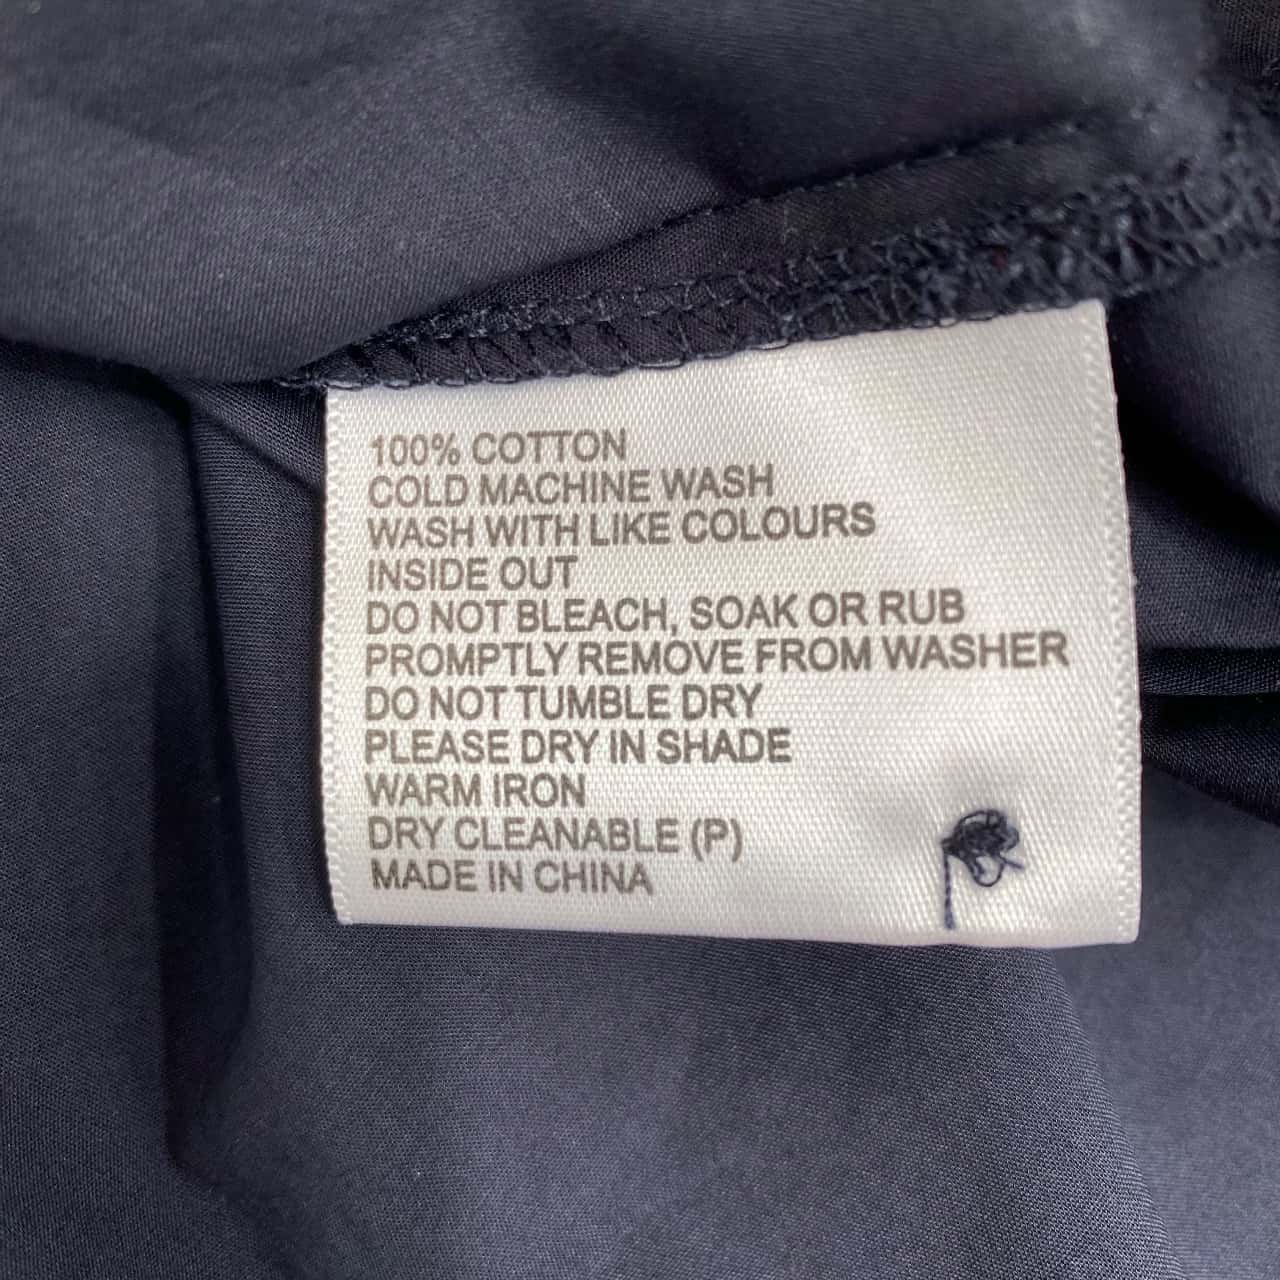 100% COTTON
COLD MACHINE WASH
WASH WITH LIKE COLOURS
INSIDE OUT
DO NOT BLEACH, SOAK OR RUB
PROMPTLY REMOVE FROM WASHER
DO NOT TUMBLE DRY
PLEASE DRY IN SHADE
WARM IRON
DRY CLEANABLE (P)
MADE IN CHINA